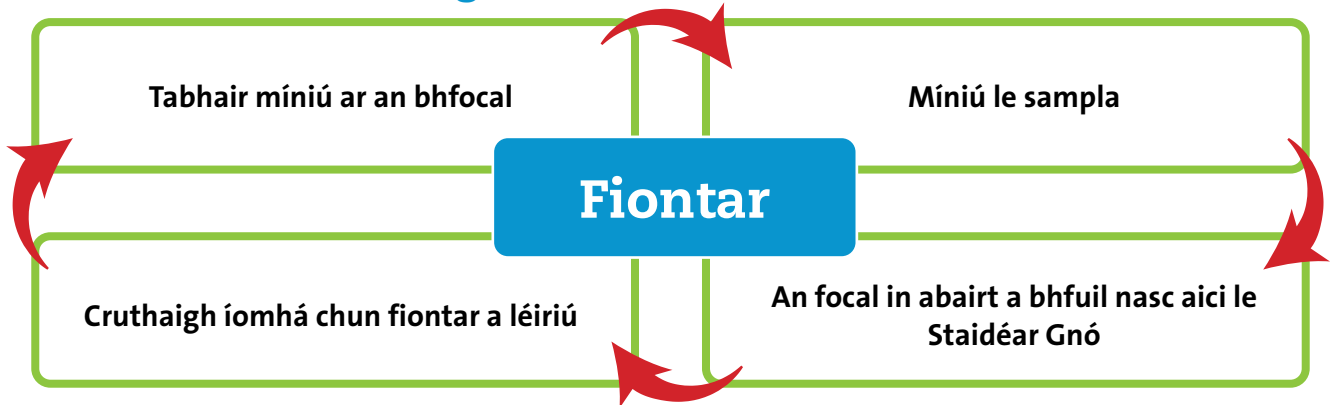 Tabhair míniú ar an bhfocal
Míniú le sampla
Fiontar
Cruthaigh íomhá chun fiontar a léiriú
An focal in abairt a bhfuil nasc aici le
Staidéar Gnó